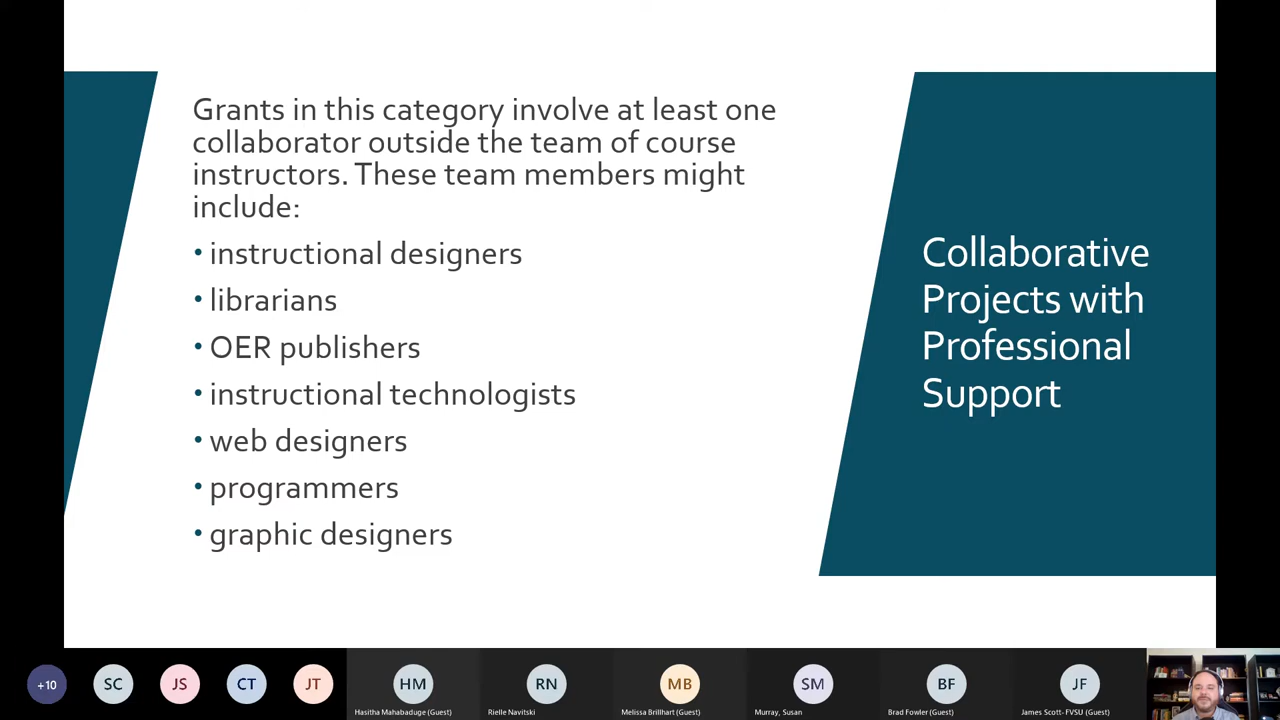 Grants in this category involve at least one
collaborator outside the team of course
instructors. These team members might
include:
• instructional designers
• librarians
• OER publishers
• instructional technologists
• web designers
• programmers
• graphic designers
Collaborative
Projects with
Professional
Support
+10
SC
JS
CT
JT
HM
RN
MB
SM
BF
JF
Hasitha Mahabaduge (Guest)
Rielle Navitski
Melissa Brillhart (Guest)
Murray, Susan
Brad Fowler (Guest)
James Scott- FVSU (Guest)